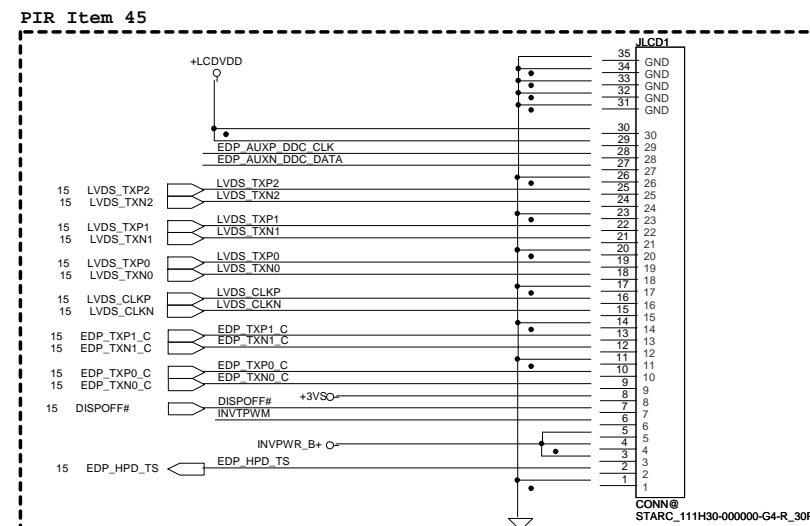 PIR Item 45
JLCD1
+LCDVDD
35
34 GND
33 GND
32 GND
31 GND
GND
30
29 30
EDP_AUXP_DDC_CLK 28 29
EDP_AUXN_DDC_DATA 27 28
26 27
15 LVDS_TXP2 LVDS_TXP2 25 26
15 LVDS_TXN2 LVDS_TXN2 24 25
23 24
15 LVDS_TXP1 LVDS_TXP1 22 23
15 LVDS_TXN1 LVDS_TXN1 21 22
20 21
15 LVDS_TXP0 LVDS_TXP0 19 20
15 LVDS_TXN0 LVDS_TXN0 18 19
17 18
15 LVDS_CLKP LVDS_CLKP 16 17
15 LVDS_CLKN LVDS_CLKN 15 16
14 15
15 EDP_TXP1_C EDP_TXP1_C 13 14
15 EDP_TXN1_C EDP_TXN1_C 12 13
11 12
15 EDP_TXP0_C EDP_TXP0_C 10 11
15 EDP_TXN0_C EDP_TXN0_C 9 10
+3VS 8 9
15 DISPOFF# DISPOFF# 7 8
INVTPWM 6 7
5 6
INVPWR_B+ 4 5
3 4
15 EDP_HPD_TS EDP_HPD_TS 2 3
1 2
1
CONN@
STARC_111H30-000000-G4-R_30